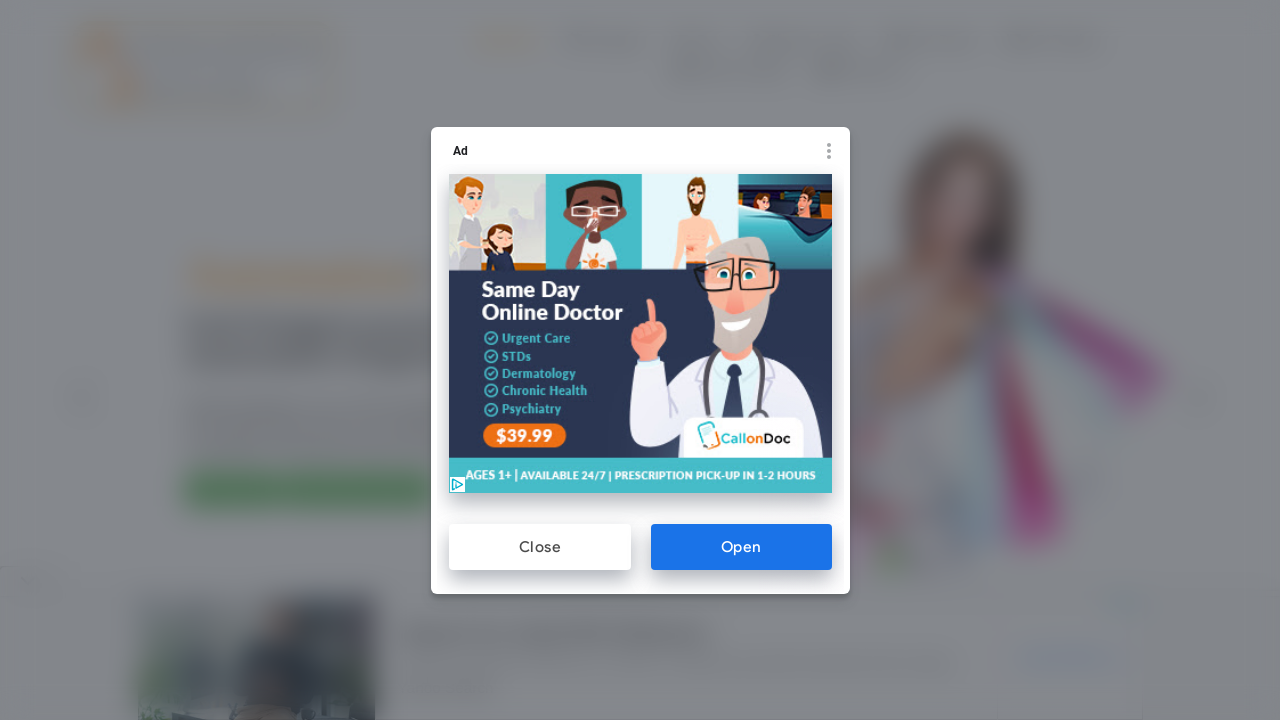 Ad
Same Day
Online Doctor
Urgent Care
STDs
Dermatology
Chronic Health
Psychiatry
$39.99
CallonDoc
AGES 1+ | AVAILABLE 24/7 | PRESCRIPTION PICK-UP IN 1-2 HOURS
Close
Open